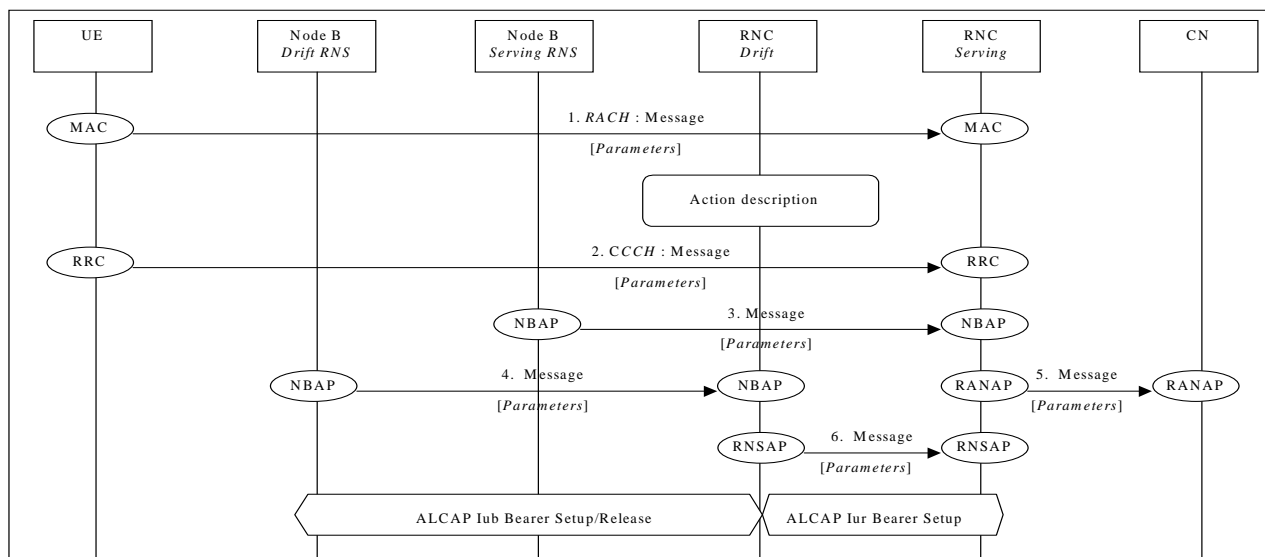 UE
Node B
Drift RNS
Node B
Serving RNS
RNC
Drift
RNC
Serving
CN
MAC
1. RACH : Message
MAC
[Parameters]
Action description
RRC
2. CCCH : Message
RRC
[Parameters]
NBAP
3. Message
NBAP
[Parameters]
NBAP
4. Message
NBAP
[Parameters]
RANAP
5. Message
RANAP
[Parameters]
RNSAP
6. Message
RNSAP
[Parameters]
ALCAP Iub Bearer Setup/Release
ALCAP Iur Bearer Setup